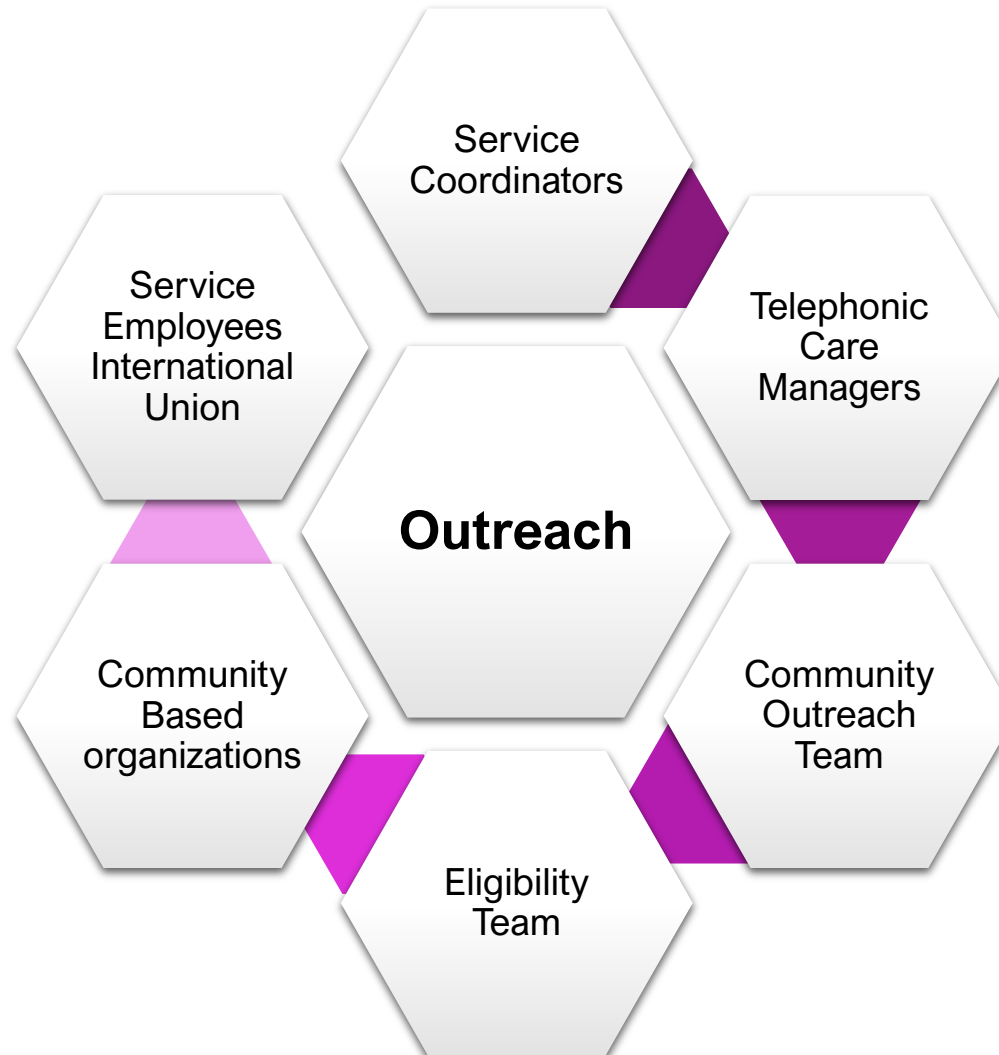 Service
Coordinators
Telephonic
Care
Managers
Community
Outreach
Team
Eligibility
Team
Community
Based
organizations
Service
Employees
International
Union
Outreach